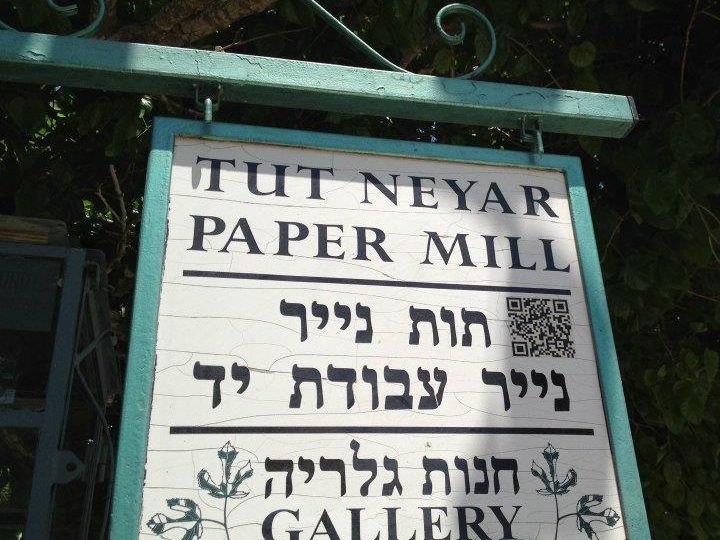 TUT NEYAR
PAPER MILL
תות נייר
נייר עבודת יד
חנות גלריה
GALLERY